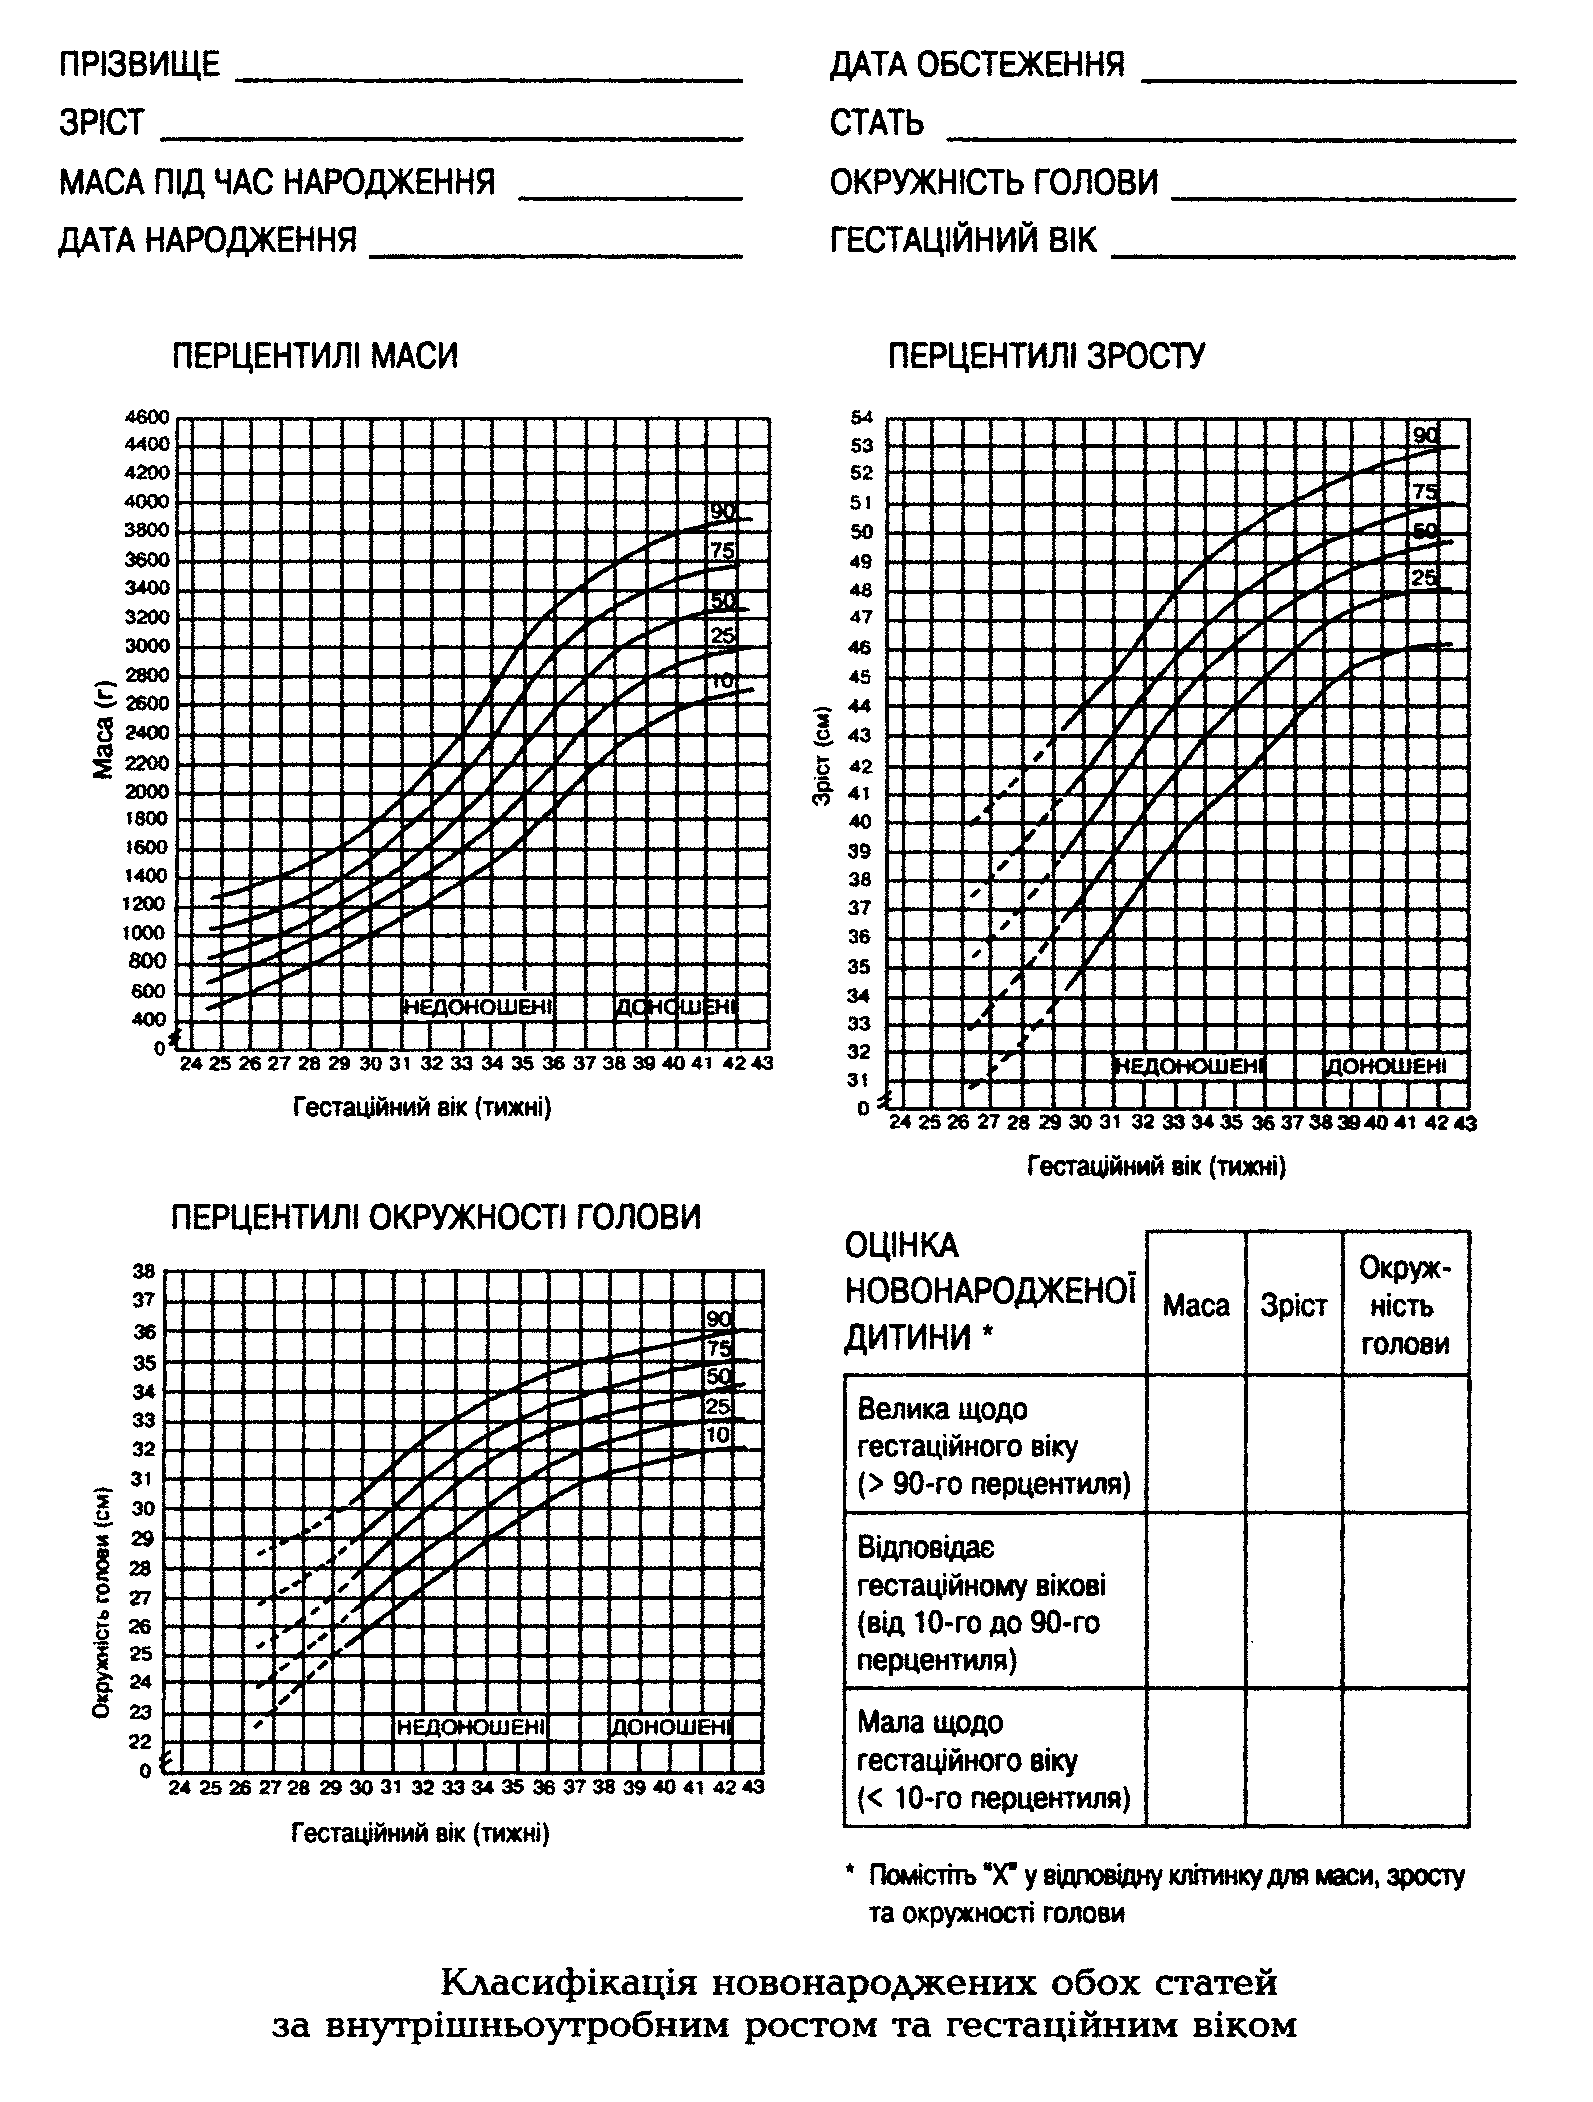 ПРІЗВИЩЕ
ДАТА ОБСТЕЖЕННЯ
ЗРІСТ
СТАТЬ
МАСА ПІД ЧАС НАРОДЖЕННЯ
ОКРУЖНІСТЬ ГОЛОВИ
ДАТА НАРОДЖЕННЯ
ГЕСТАЦІЙНИЙ ВІК
ПЕРЦЕНТИЛІ МАСИ
4600
4400
4200
4000
3800
3600
3400
3200
3000
2800
2600
2400
2200
2000
1800
1600
1400
1200
1000
800
600
400
0
Маса (г)
90
75
50
25
10
НЕДОНОШЕНІ ДОНОШЕНІ
24 25 26 27 28 29 30 31 32 33 34 35 36 37 38 39 40 41 42 43
Гестаційний вік (тижні)
ПЕРЦЕНТИЛІ ЗРОСТУ
54
53
52
51
50
49
48
47
46
45
44
43
42
41
40
39
38
37
36
35
34
33
32
31
0
Зріст (см)
90
75
50
25
НЕДОНОШЕНІ ДОНОШЕНІ
24 25 26 27 28 29 30 31 32 33 34 35 36 37 38 39 40 41 42 43
Гестаційний вік (тижні)
ПЕРЦЕНТИЛІ ОКРУЖНОСТІ ГОЛОВИ
38
37
36
35
34
33
32
31
30
29
28
27
26
25
24
23
22
0
Окружність голови (см)
90
75
50
25
10
НЕДОНОШЕНІ ДОНОШЕНІ
24 25 26 27 28 29 30 31 32 33 34 35 36 37 38 39 40 41 42 43
Гестаційний вік (тижні)
ОЦІНКА
НОВОНАРОДЖЕНОЇ
ДИТИНИ *
Маса
Зріст
Окруж-
ність
голови
Велика щодо
гестаційного віку
(> 90-го перцентиля)
Відповідає
гестаційному вікові
(від 10-го до 90-го
перцентиля)
Мала щодо
гестаційного віку
(< 10-го перцентиля)
* Помістіть "Х" у відповідну клітинку для маси, зросту
та окружності голови
Класифікація новонароджених обох статей
за внутрішньоутробним ростом та гестаційним віком